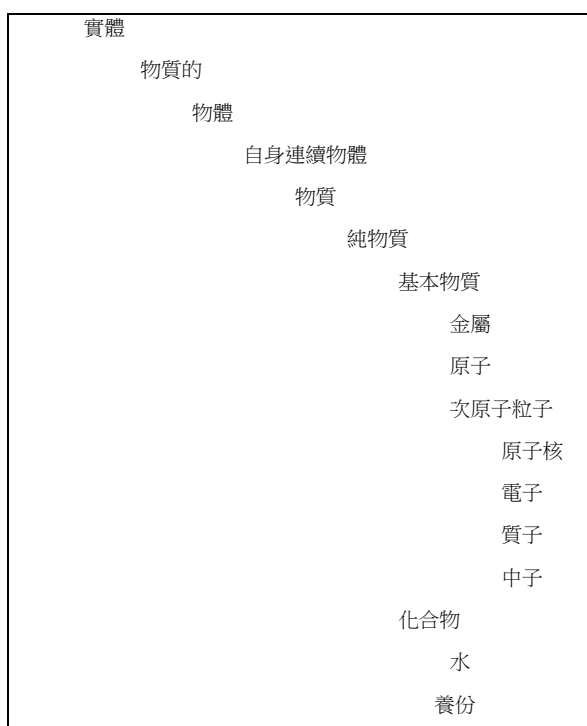 實體
物質的
物體
自身連續物體
物質
純物質
基本物質
金屬
原子
次原子粒子
原子核
電子
質子
中子
化合物
水
養份